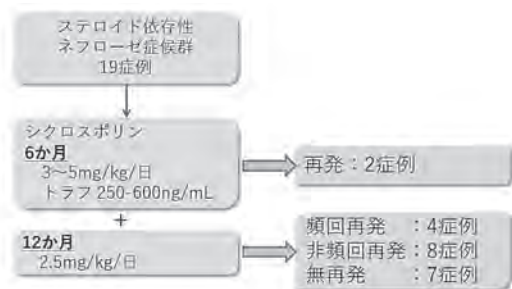 ステロイド依存性
ネフローゼ症候群
19症例
シクロスポリン
6か月
3〜5mg/kg/日
トラフ 250-600ng/mL
再発：2症例
+
12か月
2.5mg/kg/日
頻回再発　：4症例
非頻回再発：8症例
無再発　　：7症例